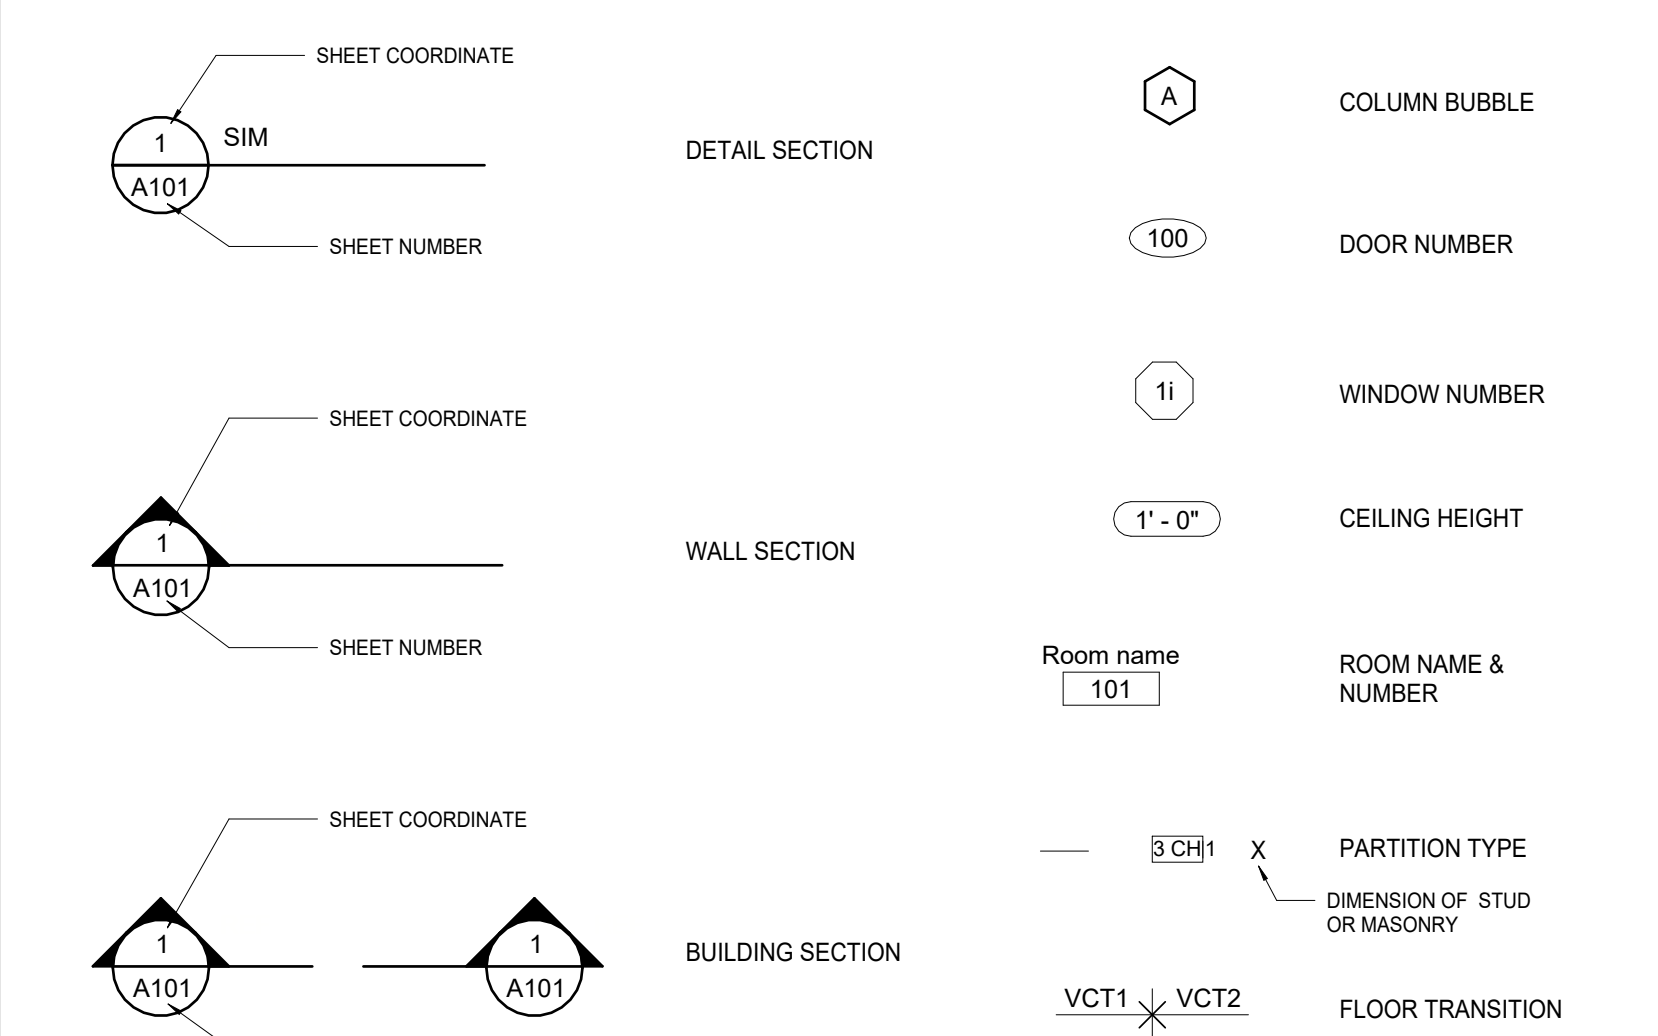 SHEET COORDINATE
1
SIM
A101
SHEET NUMBER
DETAIL SECTION
SHEET COORDINATE
1
A101
SHEET NUMBER
WALL SECTION
SHEET COORDINATE
1
A101
1
A101
BUILDING SECTION
A
COLUMN BUBBLE
100
DOOR NUMBER
1i
WINDOW NUMBER
1' - 0"
CEILING HEIGHT
Room name
101
ROOM NAME &
NUMBER
3 CH 1
X
PARTITION TYPE
DIMENSION OF STUD
OR MASONRY
VCT1
VCT2
FLOOR TRANSITION